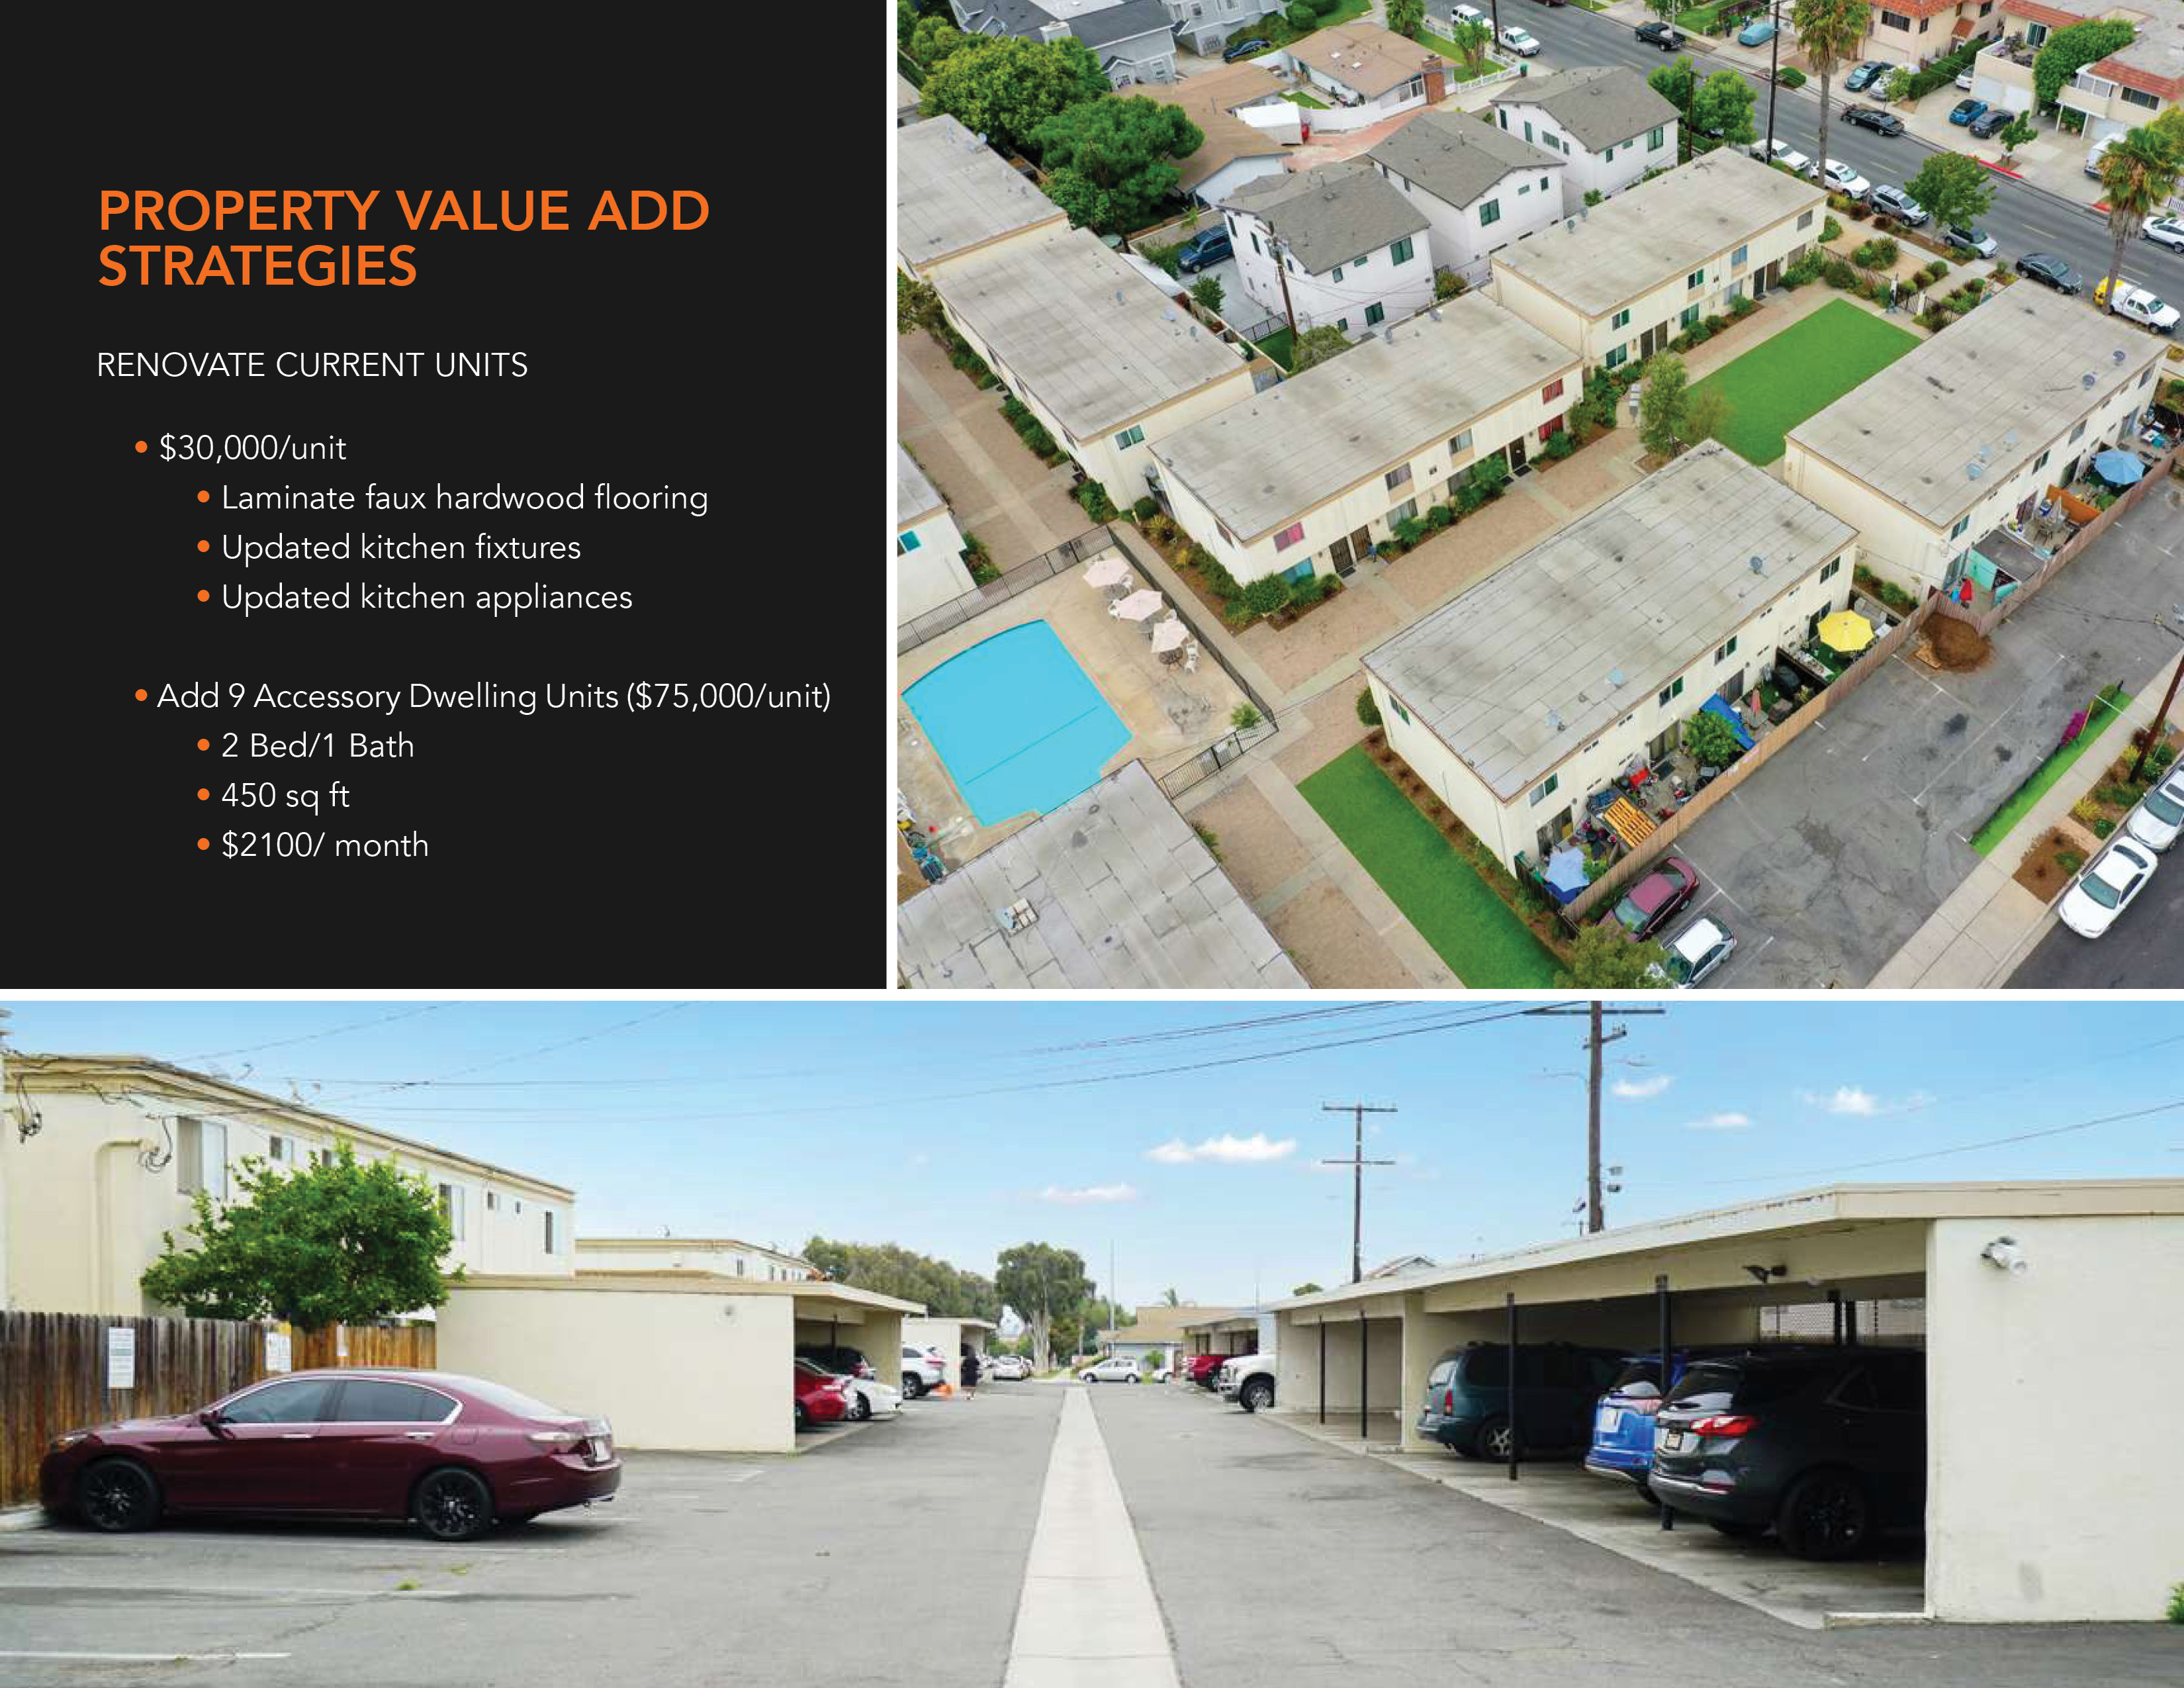 PROPERTY VALUE ADD
STRATEGIES
RENOVATE CURRENT UNITS
• $30,000/unit
• Laminate faux hardwood flooring
• Updated kitchen fixtures
• Updated kitchen appliances
• Add 9 Accessory Dwelling Units ($75,000/unit)
• 2 Bed/1 Bath
• 450 sq ft
• $2100/ month